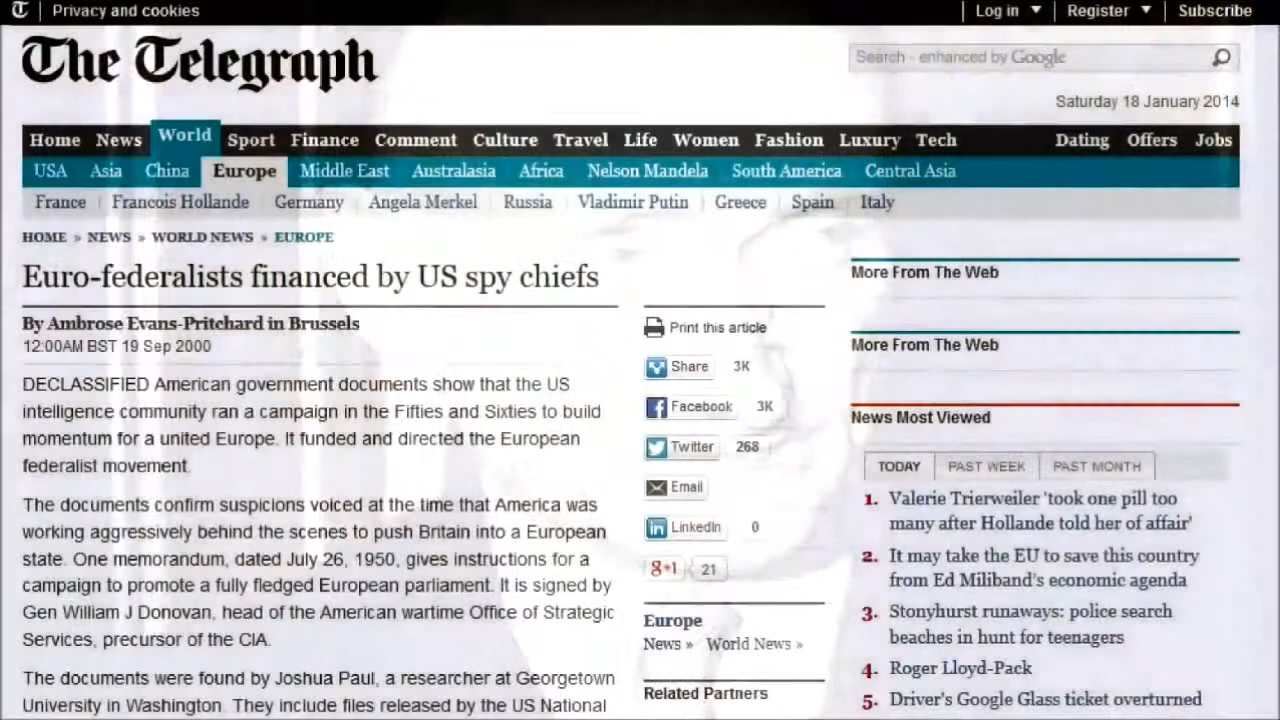 Privacy and cookies
Log in
Register
Subscribe
The Telegraph
Search - enhanced by Google
Saturday 18 January 2014
Home News World Sport Finance Comment Culture Travel Life Women Fashion Luxury Tech Dating Offers Jobs
USA Asia China Europe Middle East Australasia Africa Nelson Mandela South America Central Asia
France Francois Hollande Germany Angela Merkel Russia Vladimir Putin Greece Spain Italy
HOME » NEWS » WORLD NEWS » EUROPE
Euro-federalists financed by US spy chiefs
By Ambrose Evans-Pritchard in Brussels
12:00AM BST 19 Sep 2000
DECLASSIFIED American government documents show that the US
intelligence community ran a campaign in the Fifties and Sixties to build
momentum for a united Europe. It funded and directed the European
federalist movement.
The documents confirm suspicions voiced at the time that America was
working aggressively behind the scenes to push Britain into a European
state. One memorandum, dated July 26, 1950, gives instructions for a
campaign to promote a fully fledged European parliament. It is signed by
Gen William J Donovan, head of the American wartime Office of Strategic
Services, precursor of the CIA.
The documents were found by Joshua Paul, a researcher at Georgetown
University in Washington. They include files released by the US National
Print this article
Share 3K
Facebook 3K
Twitter 268
Email
LinkedIn 0
g+1 21
Europe
News » World News »
Related Partners
More From The Web
More From The Web
News Most Viewed
TODAY PAST WEEK PAST MONTH
1. Valerie Trierweiler 'took one pill too
many after Hollande told her of affair'
2. It may take the EU to save this country
from Ed Miliband's economic agenda
3. Stonyhurst runaways: police search
beaches in hunt for teenagers
4. Roger Lloyd-Pack
5. Driver's Google Glass ticket overturned